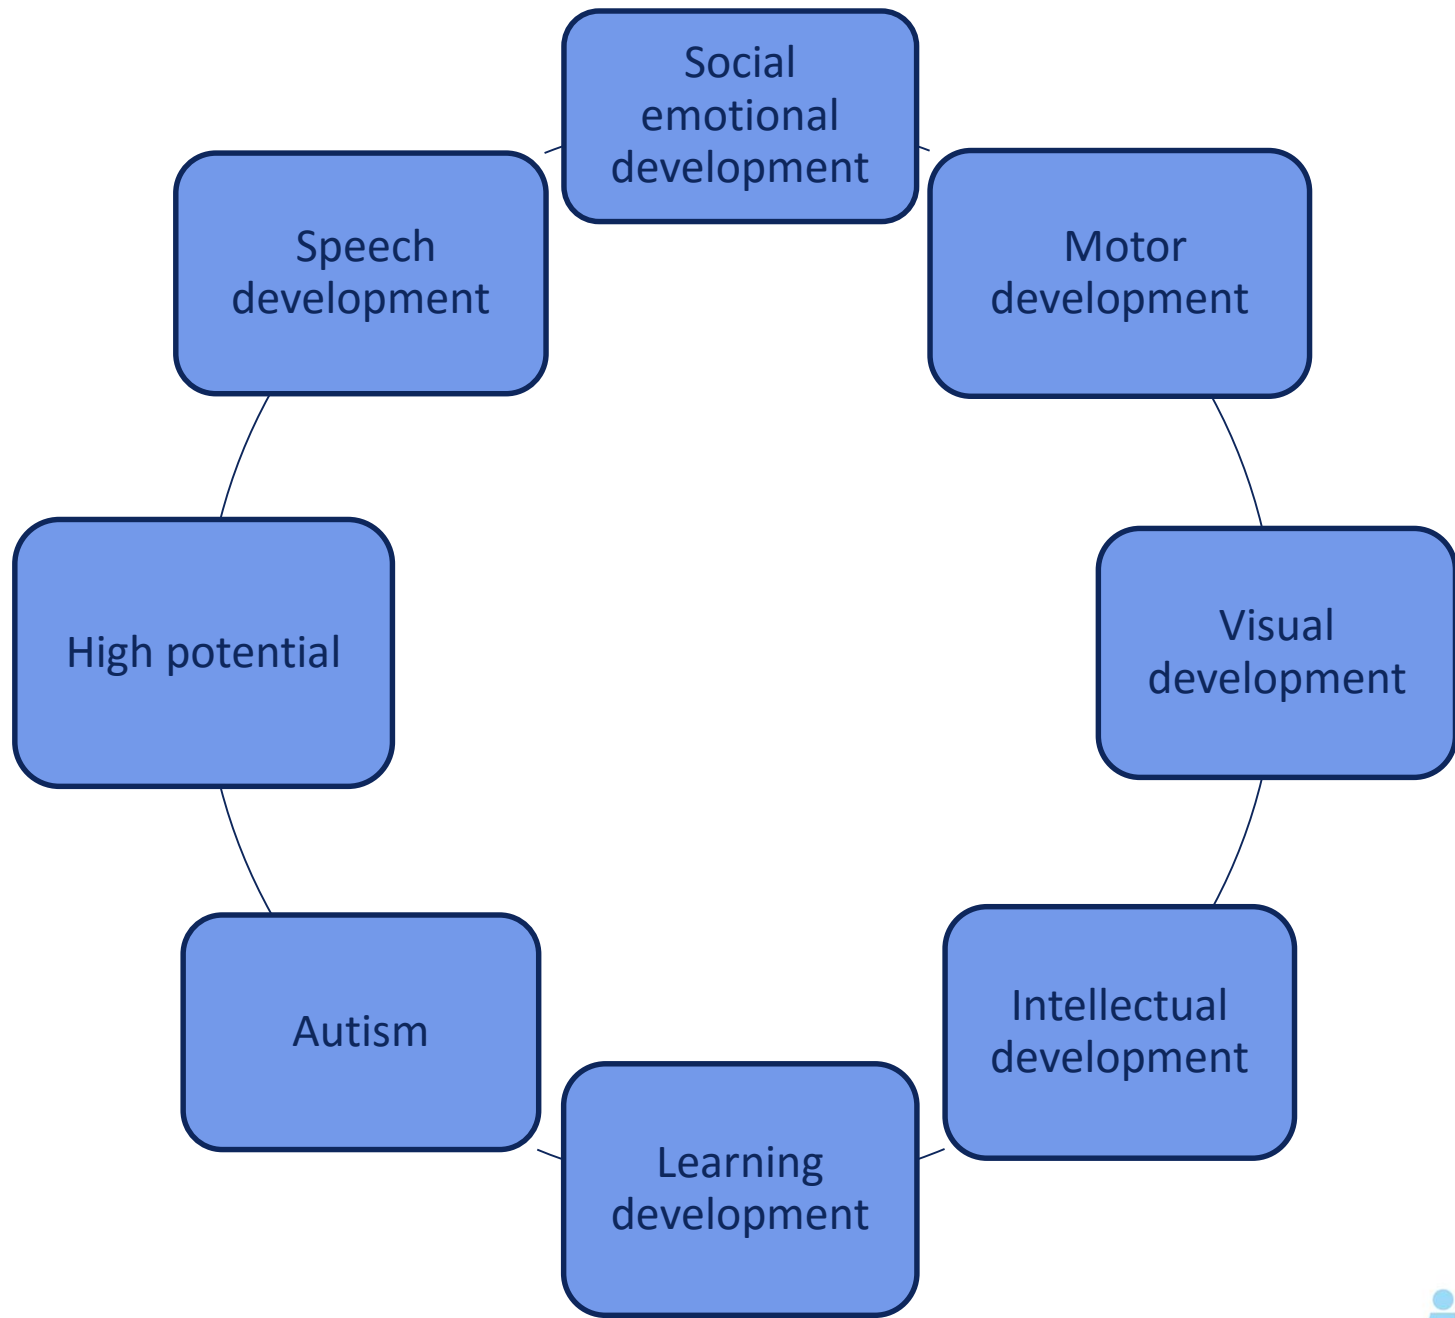 Social
emotional
development
Speech
development
Motor
development
High potential
Visual
development
Autism
Intellectual
development
Learning
development